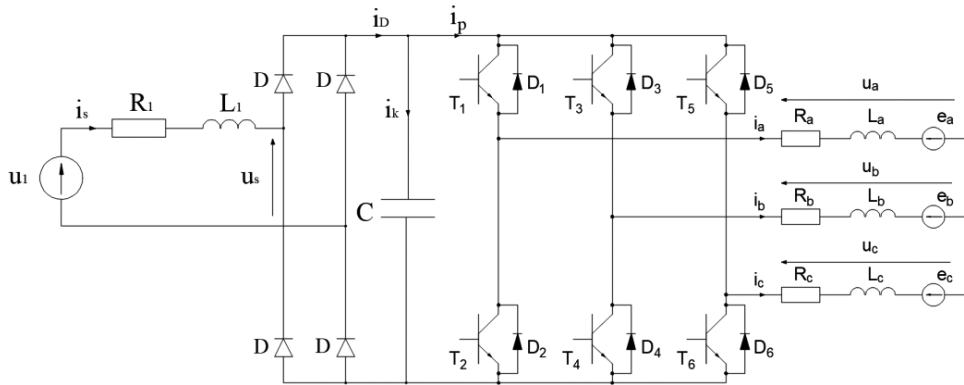 iD
ip
D
D
D1
D3
D5
T1
T3
T5
ua
is
R1
L1
ik
ia
Ra
La
ea
u1
us
C
ub
ib
Rb
Lb
eb
uc
ic
Rc
Lc
ec
D
D
D2
D4
D6
T2
T4
T6